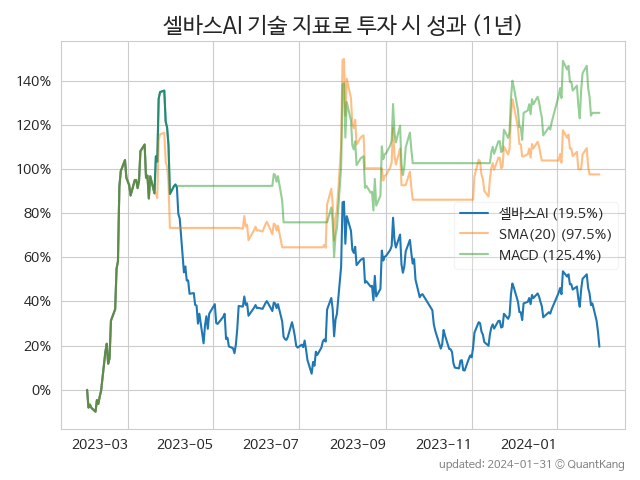 셀바스AI 기술 지표로 투자 시 성과 (1년)
140%
120%
100%
80%
60%
40%
20%
0%
셀바스AI (19.5%)
SMA(20) (97.5%)
MACD (125.4%)
2023-03 2023-05 2023-07 2023-09 2023-11 2024-01
updated: 2024-01-31 © QuantKang